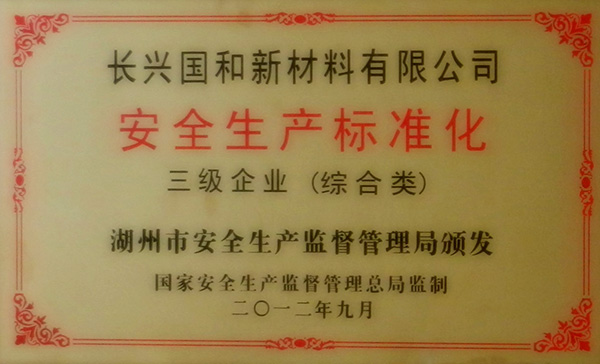 长兴国和新材料有限公司
安全生产标准化
三级企业（综合类）
湖州市安全生产监督管理局颁发
国家安全生产监督管理总局监制
二〇一二年九月